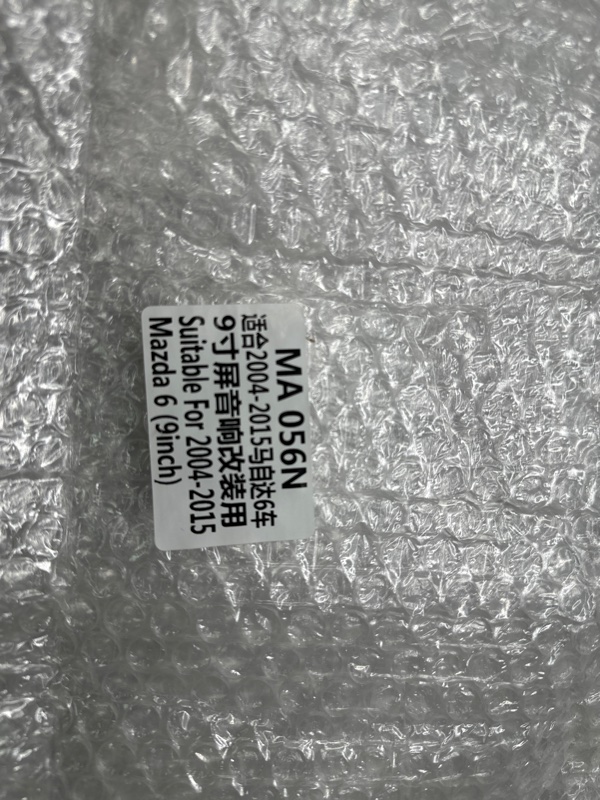 MA 056N
适合2004-2015马自达6车
9寸屏音响改装用
Suitable For 2004-2015
Mazda 6 (9inch)